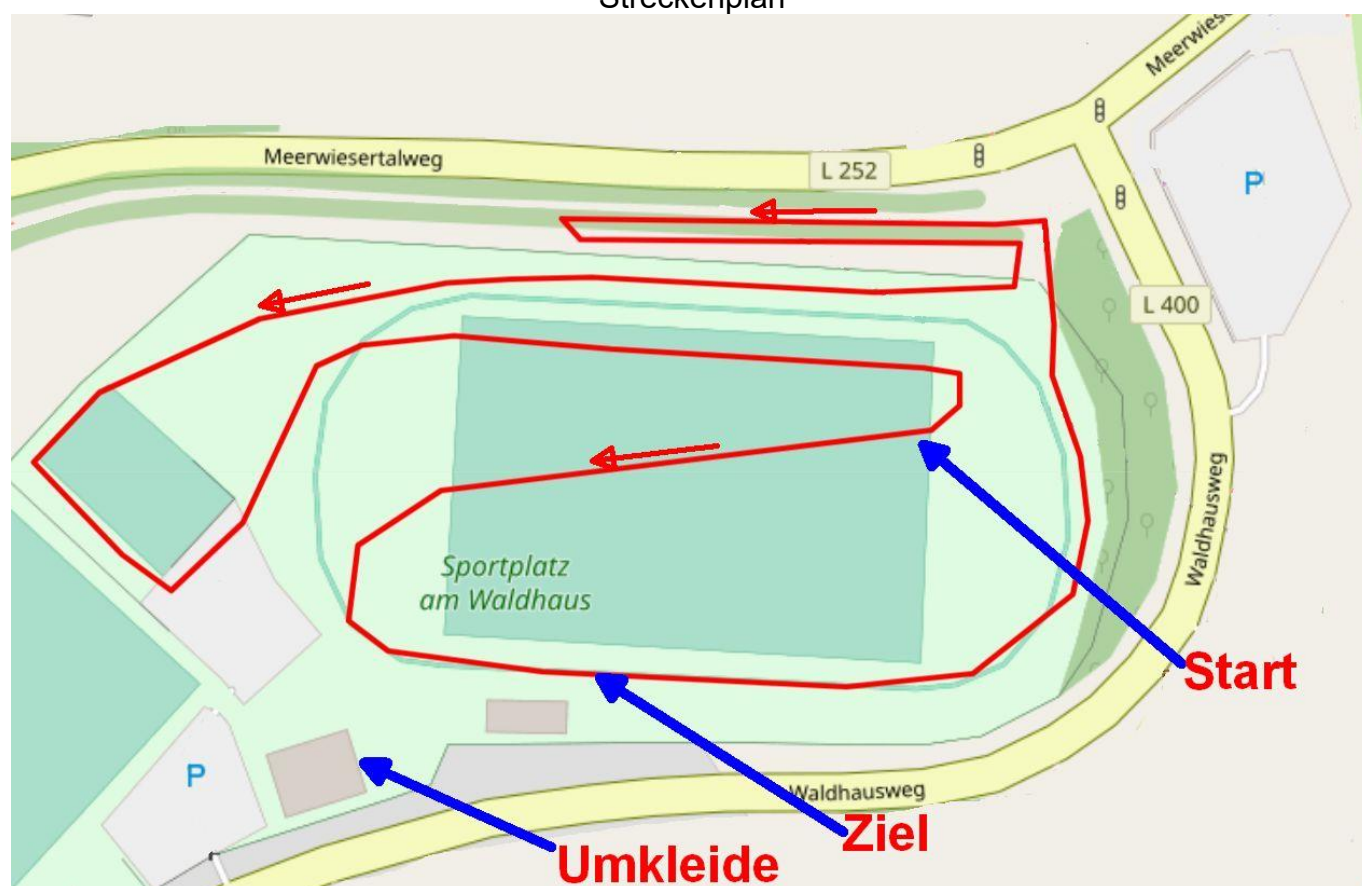 Streckenplan
Meerwies
Meerwiesertalweg
L 252
P
L 400
Waldhausweg
Sportplatz
am Waldhaus
Start
P
Waldhausweg
Ziel
Umkleide